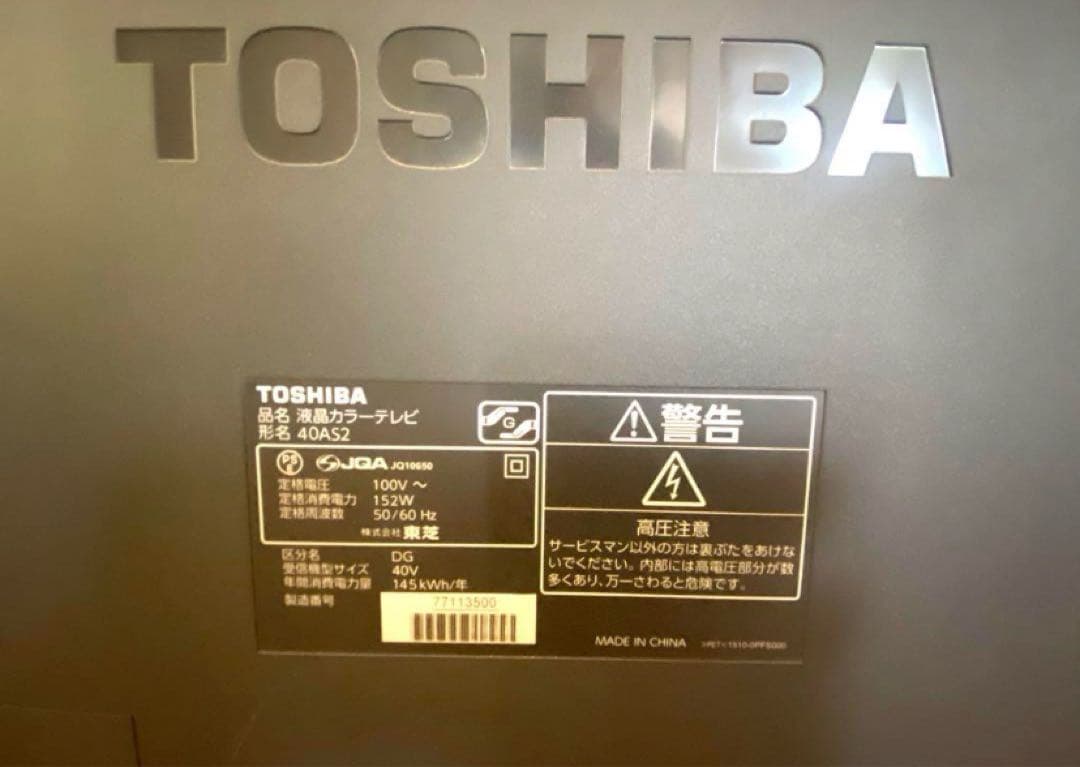 TOSHIBA
TOSHIBA
品名 液晶カラーテレビ
形名 40AS2
G
PS
E
JQA JQ10650
定格電圧 100V ～
定格消費電力 152W
定格周波数 50/60 Hz
株式会社 東芝
区分名 DG
受信機型サイズ 40V
年間消費電力量 145kWh/年
製造番号 77113500
警告
高圧注意
サービスマン以外の方は裏ぶたをあけな
いでください。内部には高電圧部分が数
多くあり、万一さわると危険です。
MADE IN CHINA